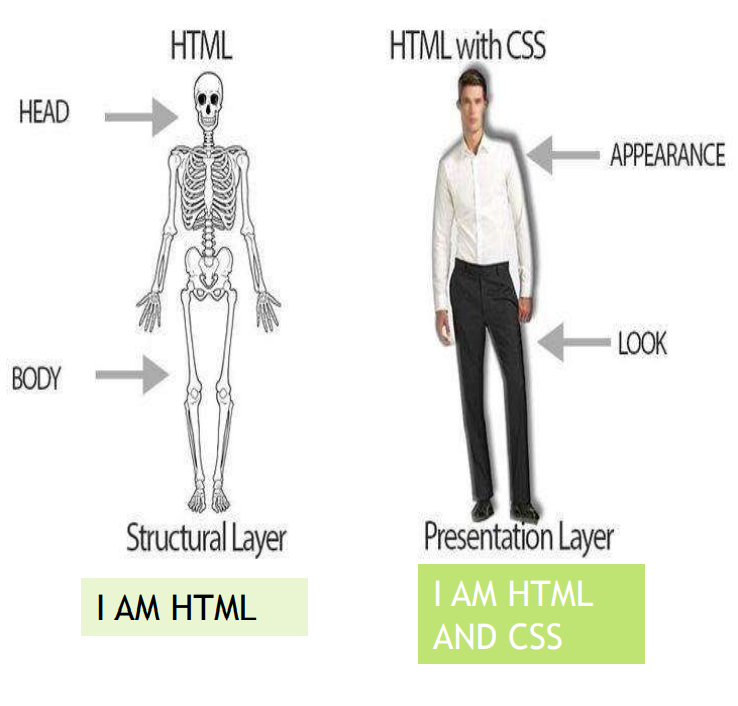 HTML
HEAD
BODY
Structural Layer
I AM HTML
HTML with CSS
APPEARANCE
LOOK
Presentation Layer
I AM HTML
AND CSS